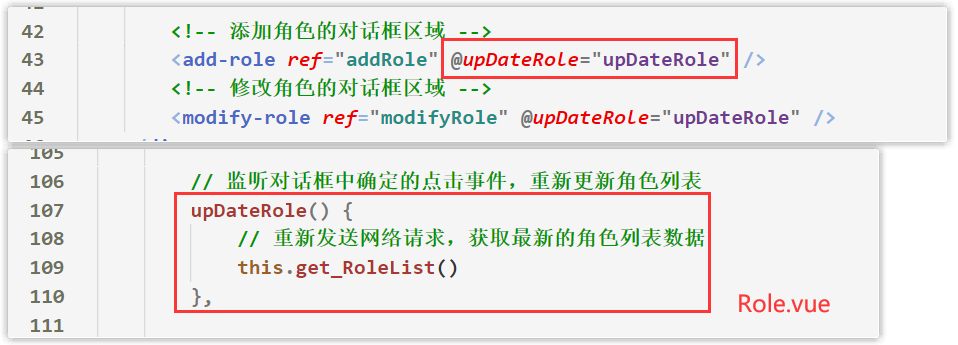 42 <!-- 添加角色的对话框区域 -->
43 <add-role ref="addRole" @upDateRole="upDateRole" />
44 <!-- 修改角色的对话框区域 -->
45 <modify-role ref="modifyRole" @upDateRole="upDateRole" />
105
106 // 监听对话框中确定的点击事件，重新更新角色列表
107 upDateRole() {
108 // 重新发送网络请求，获取最新的角色列表数据
109 this.get_RoleList()
110 },
Role.vue
111